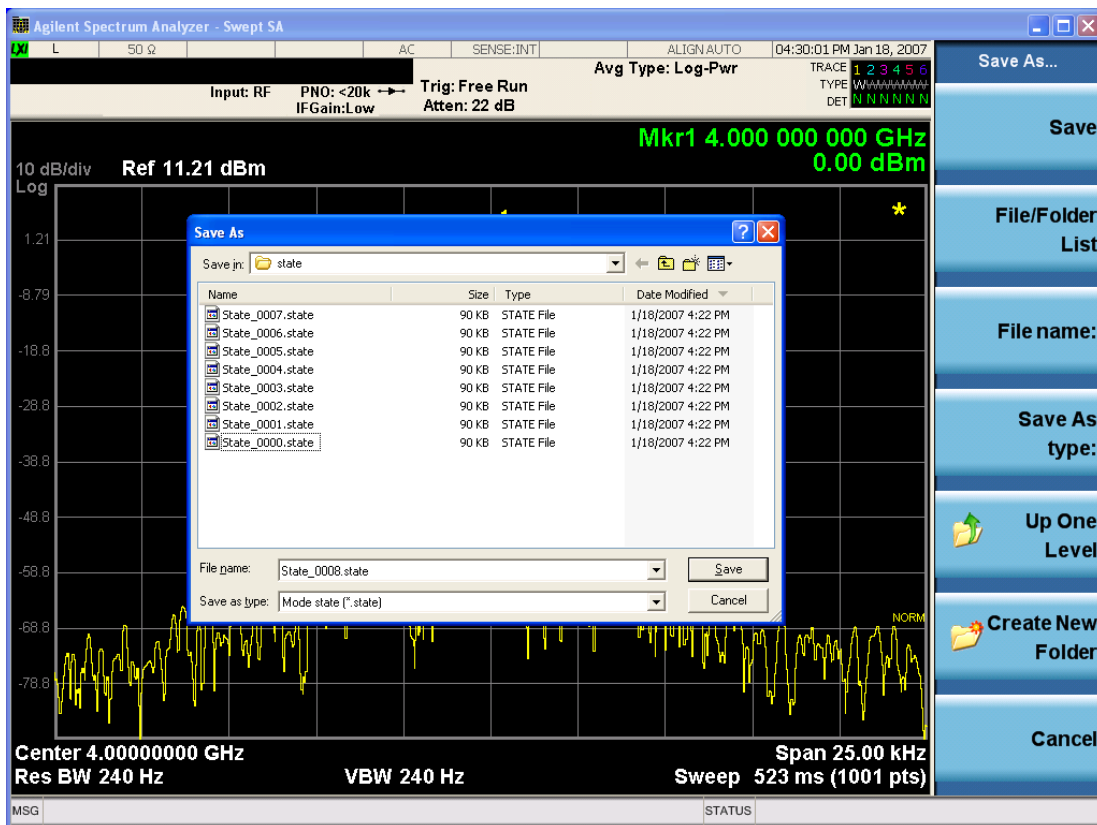 Agilent Spectrum Analyzer - Swept SA
LXI L 50 Ω AC SENSE:INT ALIGN AUTO 04:30:01 PM Jan 18, 2007
Input: RF PNO: <20k IFGain:Low
Trig: Free Run
Atten: 22 dB
Avg Type: Log-Pwr
TRACE 1 2 3 4 5 6
TYPE
DET N N N N N N
Mkr1 4.000 000 000 GHz
0.00 dBm
10 dB/div Ref 11.21 dBm
Log
1.21
-8.79
-18.8
-28.8
-38.8
-48.8
-58.8
-68.8
-78.8
*
NORM
Save As
Save in: state
Name Size Type Date Modified
State_0007.state 90 KB STATE File 1/18/2007 4:22 PM
State_0006.state 90 KB STATE File 1/18/2007 4:22 PM
State_0005.state 90 KB STATE File 1/18/2007 4:22 PM
State_0004.state 90 KB STATE File 1/18/2007 4:22 PM
State_0003.state 90 KB STATE File 1/18/2007 4:22 PM
State_0002.state 90 KB STATE File 1/18/2007 4:22 PM
State_0001.state 90 KB STATE File 1/18/2007 4:22 PM
State_0000.state 90 KB STATE File 1/18/2007 4:22 PM
File name: State_0008.state Save
Save as type: Mode state (*.state) Cancel
Center 4.00000000 GHz Span 25.00 kHz
Res BW 240 Hz VBW 240 Hz Sweep 523 ms (1001 pts)
MSG STATUS
Save As...
Save
File/Folder
List
File name:
Save As
type:
Up One
Level
Create New
Folder
Cancel